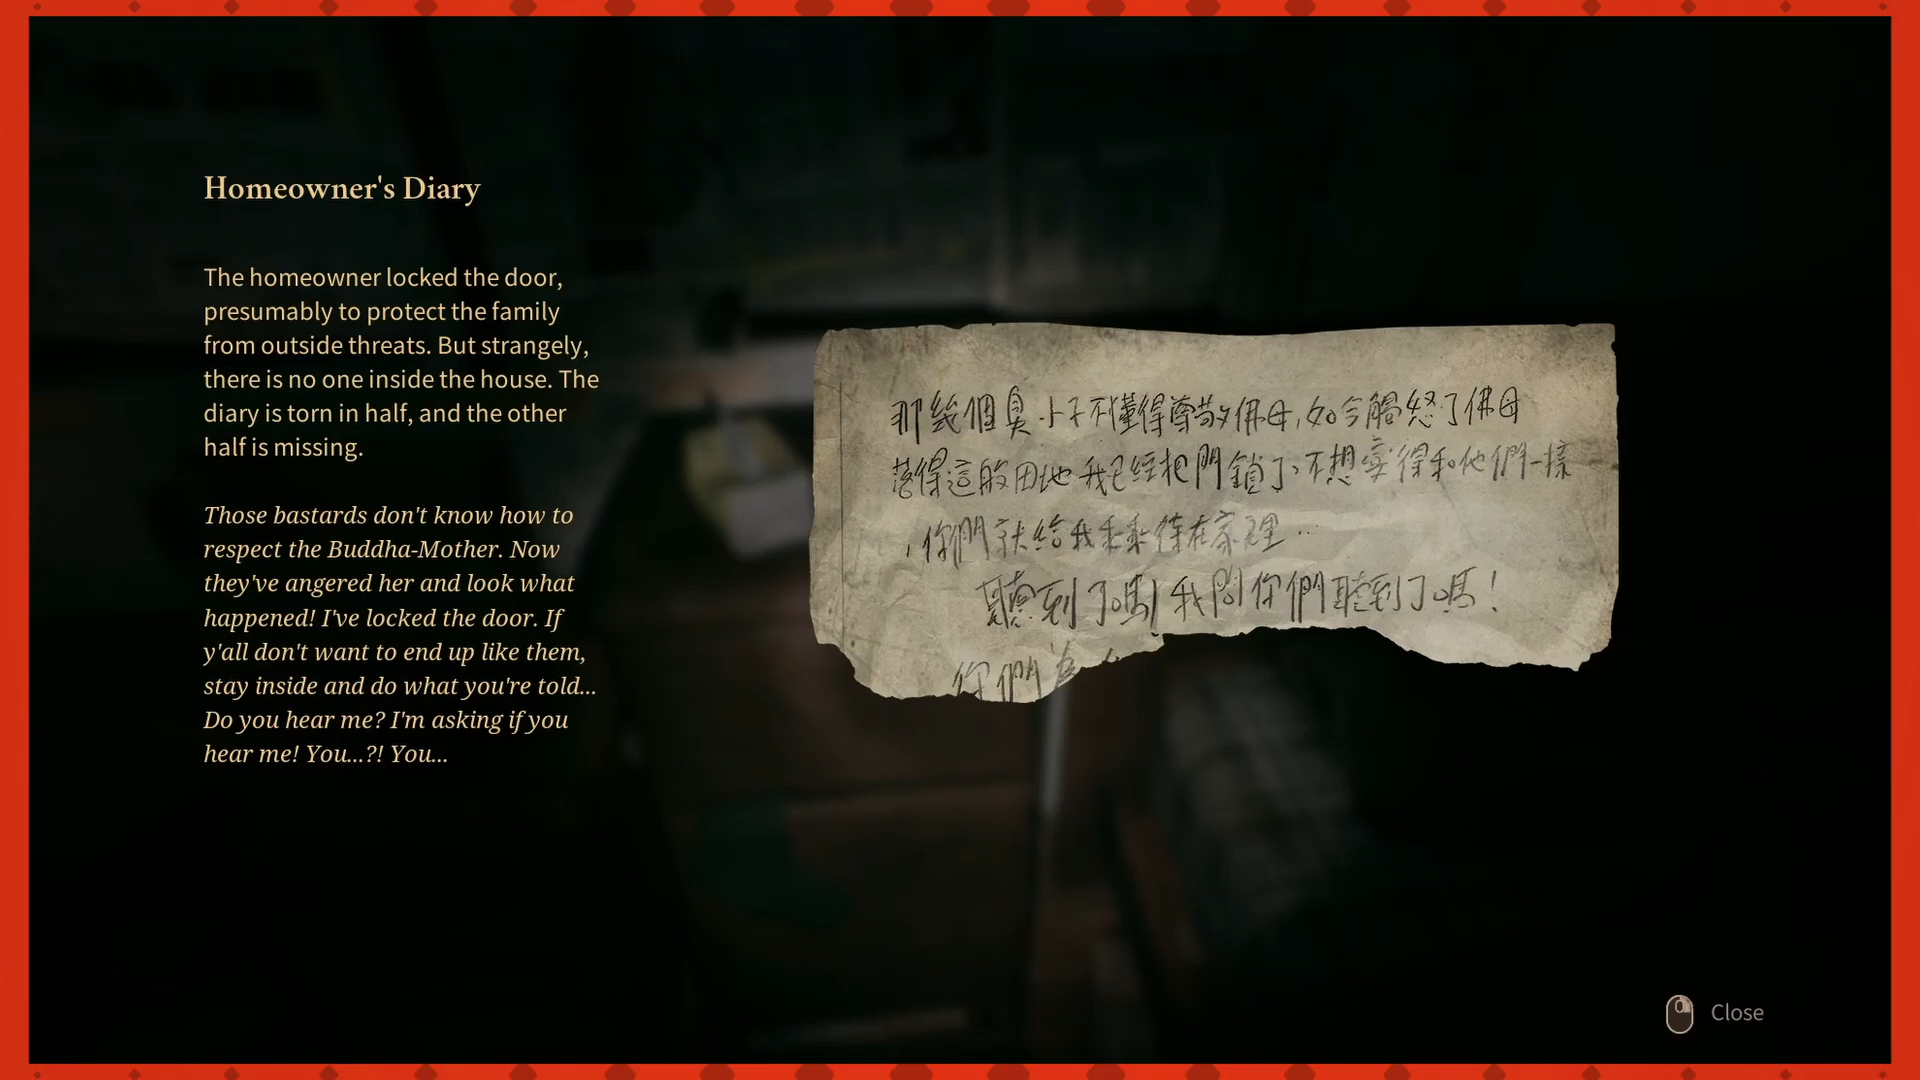 Homeowner's Diary
The homeowner locked the door,
presumably to protect the family
from outside threats. But strangely,
there is no one inside the house. The
diary is torn in half, and the other
half is missing.
Those bastards don't know how to
respect the Buddha-Mother. Now
they've angered her and look what
happened! I've locked the door. If
y'all don't want to end up like them,
stay inside and do what you're told...
Do you hear me? I'm asking if you
hear me! You...?! You...
那幾個臭小子不懂得尊敬佛母,如今觸怒了佛母
落得這般田地 我已經把門鎖了,不想變得和他們一樣
,你們就給我乖乖待在家裡...
聽到了嗎 我問你們聽到了嗎!
你們
Close